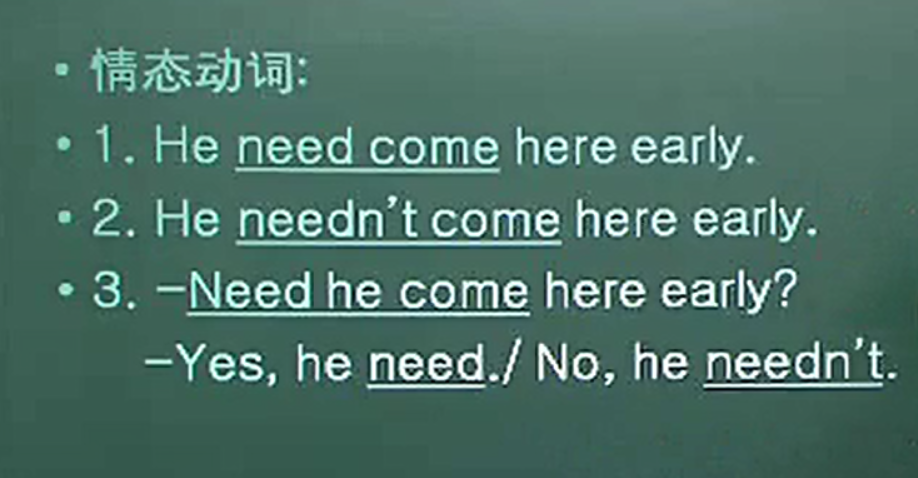 • 情态动词:
• 1. He need come here early.
• 2. He needn't come here early.
• 3. –Need he come here early?
–Yes, he need./ No, he needn't.